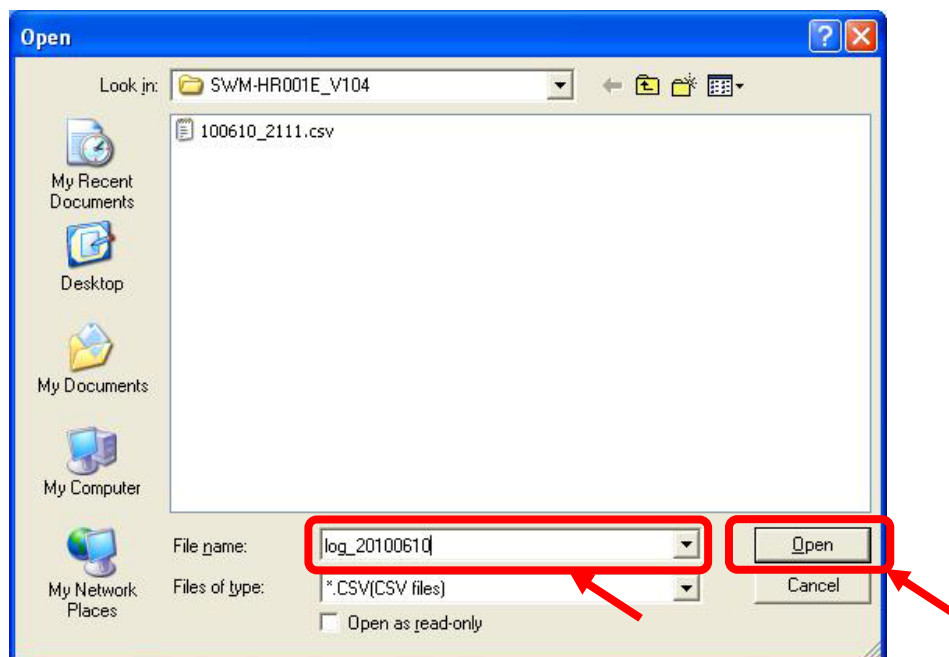 Open
Look in: SWM-HR001E_V104
100610_2111.csv
My Recent
Documents
Desktop
My Documents
My Computer
My Network
Places
File name: log_20100610 Open
Files of type: *.CSV(CSV files) Cancel
Open as read-only